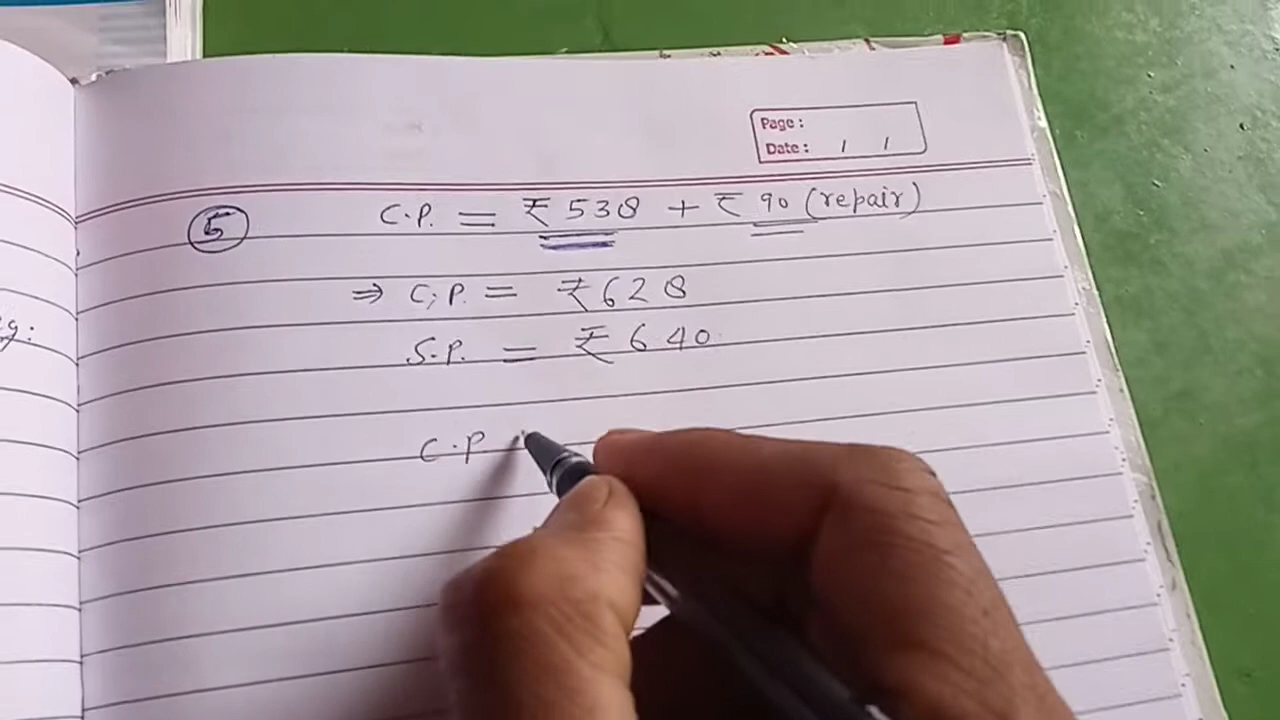 Page :
Date : / /
5 C.P. = ₹ 538 + ₹ 90 (repair)
⇒ C.P. = ₹ 628
S.P. = ₹ 640
C.P
g: